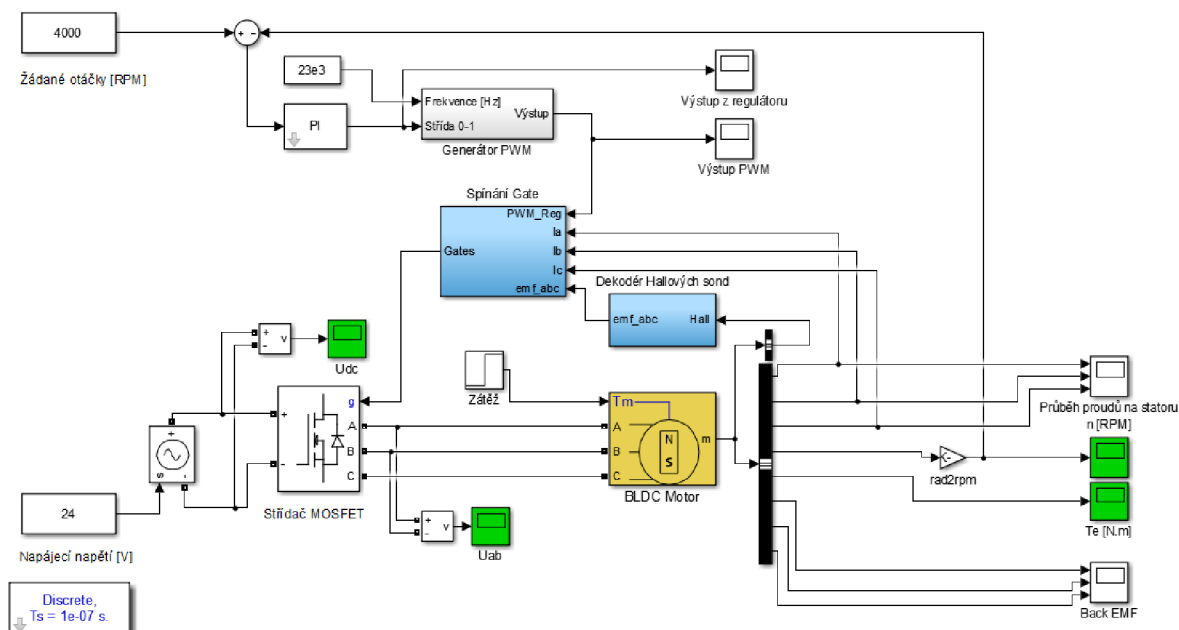 4000
+ -
Žádané otáčky [RPM]
23e3
Frekvence [Hz]
Výstup
Střída 0-1
Generátor PWM
PI
Výstup z regulátoru
Výstup PWM
Spínání Gate
PWM_Reg
Ia
Gates
Ib
Ic
emf_abc
Dekodér Hallových sond
emf_abc
Hall
+
-
v
Udc
Zátěž
g
+
A
B
-
C
Střídač MOSFET
+
s
-
Tm
A
N
m
B
S
C
BLDC Motor
Průběh proudů na statoru
n [RPM]
rad2rpm
Te [N.m]
24
Napájecí napětí [V]
+
-
v
Uab
Back EMF
Discrete,
Ts = 1e-07 s.